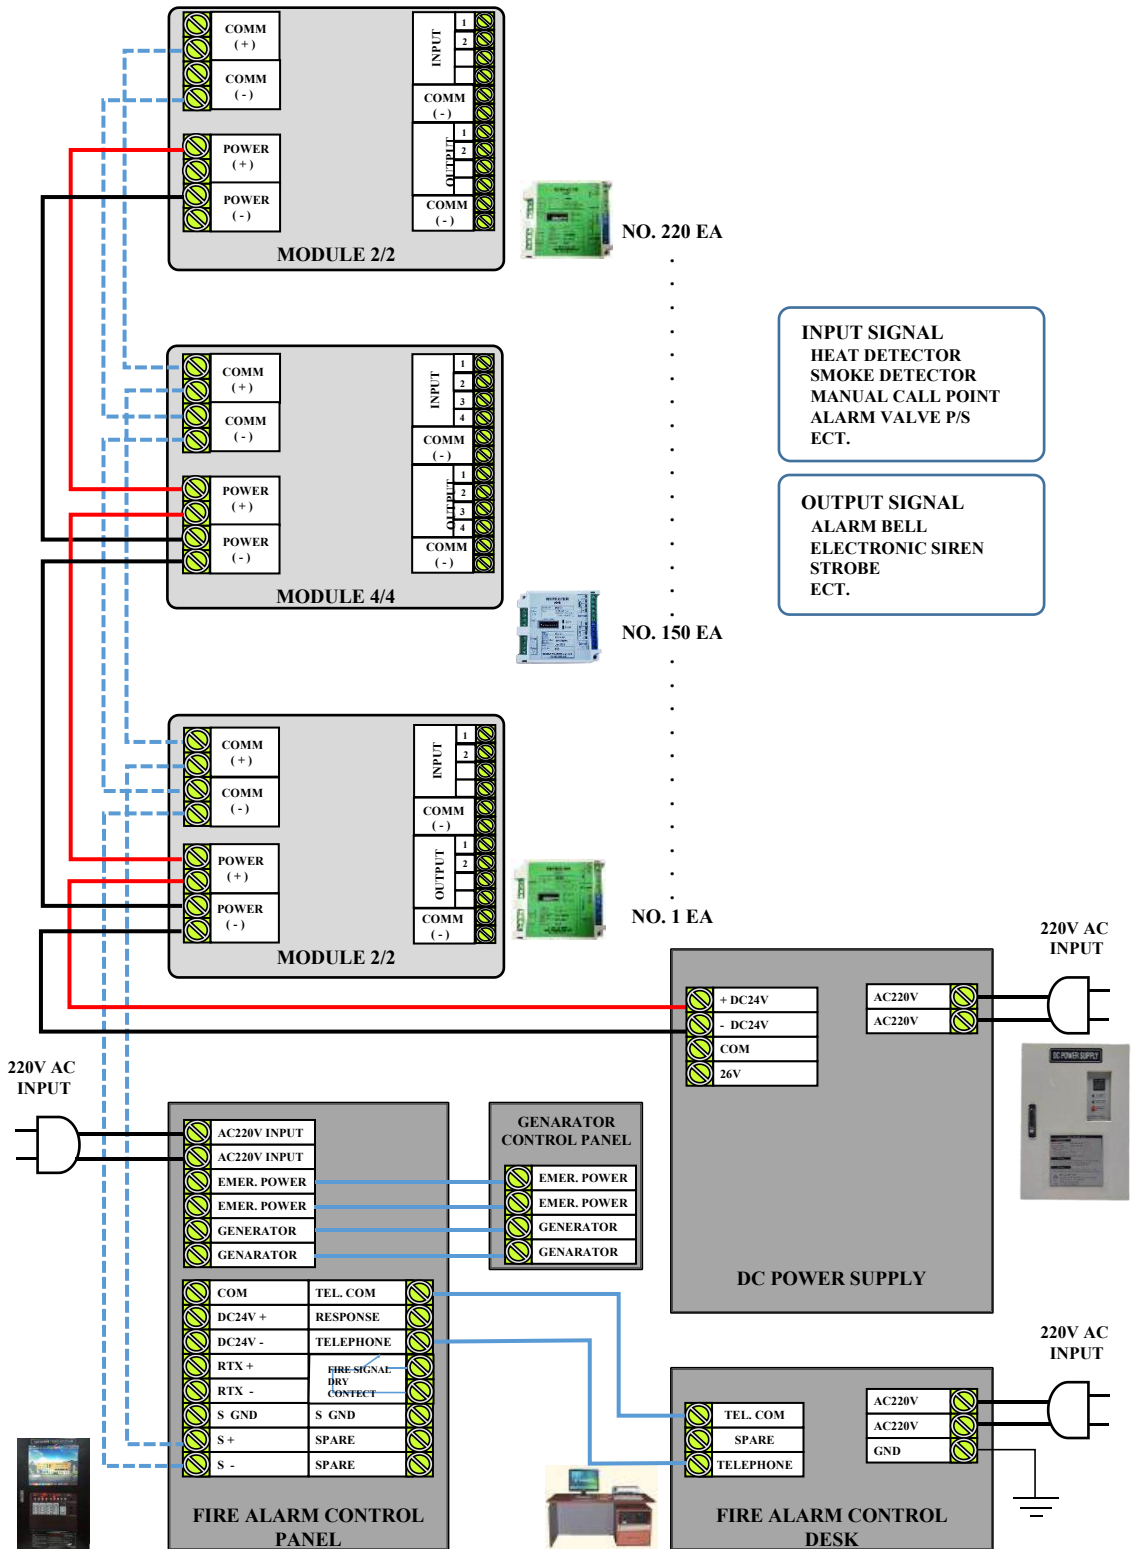 COMM
( + )
COMM
( - )
POWER
( + )
POWER
( - )
INPUT
1
2
COMM
( - )
OUTPUT
1
2
COMM
( - )
MODULE 2/2
NO. 220 EA
COMM
( + )
COMM
( - )
POWER
( + )
POWER
( - )
INPUT
1
2
3
4
COMM
( - )
OUTPUT
1
2
3
4
COMM
( - )
MODULE 4/4
NO. 150 EA
INPUT SIGNAL
HEAT DETECTOR
SMOKE DETECTOR
MANUAL CALL POINT
ALARM VALVE P/S
ECT.
OUTPUT SIGNAL
ALARM BELL
ELECTRONIC SIREN
STROBE
ECT.
COMM
( + )
COMM
( - )
POWER
( + )
POWER
( - )
INPUT
1
2
COMM
( - )
OUTPUT
1
2
COMM
( - )
MODULE 2/2
NO. 1 EA
220V AC
INPUT
+ DC24V
- DC24V
COM
26V
AC220V
AC220V
DC POWER SUPPLY
DC POWER SUPPLY
220V AC
INPUT
AC220V INPUT
AC220V INPUT
EMER. POWER
EMER. POWER
GENERATOR
GENARATOR
GENARATOR
CONTROL PANEL
EMER. POWER
EMER. POWER
GENERATOR
GENARATOR
COM
DC24V +
DC24V -
RTX +
RTX -
S GND
S +
S -
TEL. COM
RESPONSE
TELEPHONE
FIRE SIGNAL
DRY
CONTECT
S GND
SPARE
SPARE
FIRE ALARM CONTROL
PANEL
220V AC
INPUT
TEL. COM
SPARE
TELEPHONE
AC220V
AC220V
GND
FIRE ALARM CONTROL
DESK